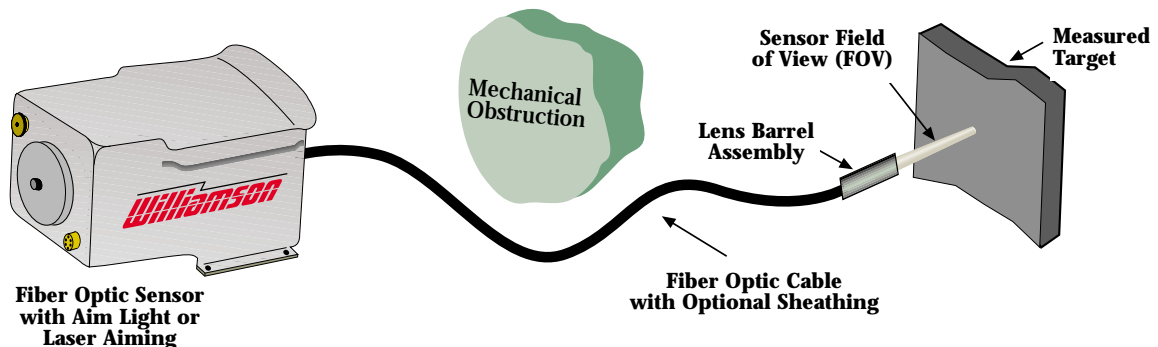 Mechanical
Obstruction
Sensor Field
of View (FOV)
Measured
Target
Lens Barrel
Assembly
Williamson
Fiber Optic Cable
with Optional Sheathing
Fiber Optic Sensor
with Aim Light or
Laser Aiming